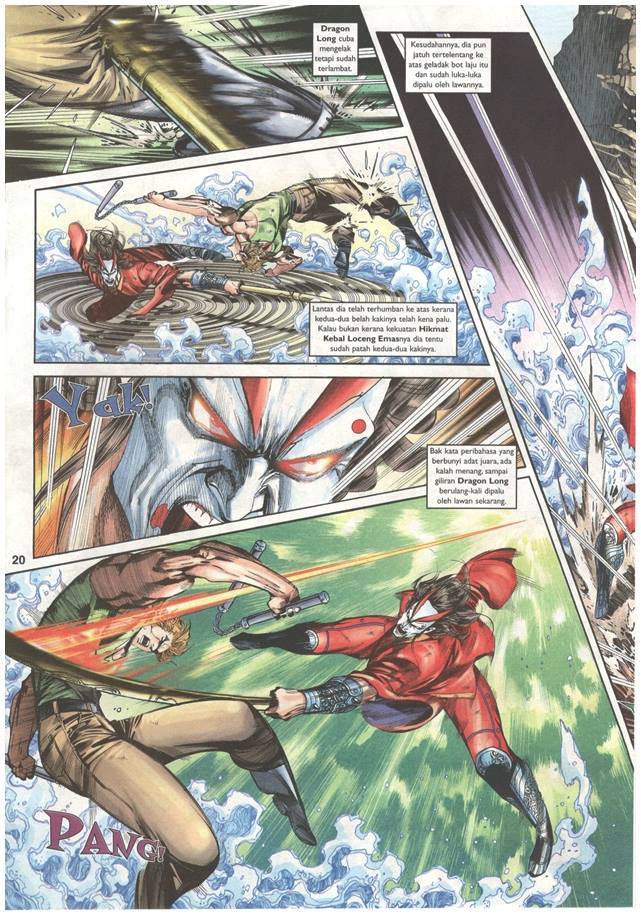 Dragon
Long cuba
mengelak
tetapi sudah
terlambat.
Kesudahannya, dia pun
jatuh tertelentang ke
atas geladak bot laju itu
dan sudah luka-luka
dipalu oleh lawannya.
Lantas dia telah terhumban ke atas kerana
kedua-dua belah kakinya telah kena palu.
Kalau bukan kerana kekuatan Hikmat
Kebal Loceng Emasnya dia tentu
sudah patah kedua-dua kakinya.
Yak!
Bak kata peribahasa yang
berbunyi adat juara, ada
kalah menang, sampai
giliran Dragon Long
berulang-kali dipalu
oleh lawan sekarang.
20
PANG!